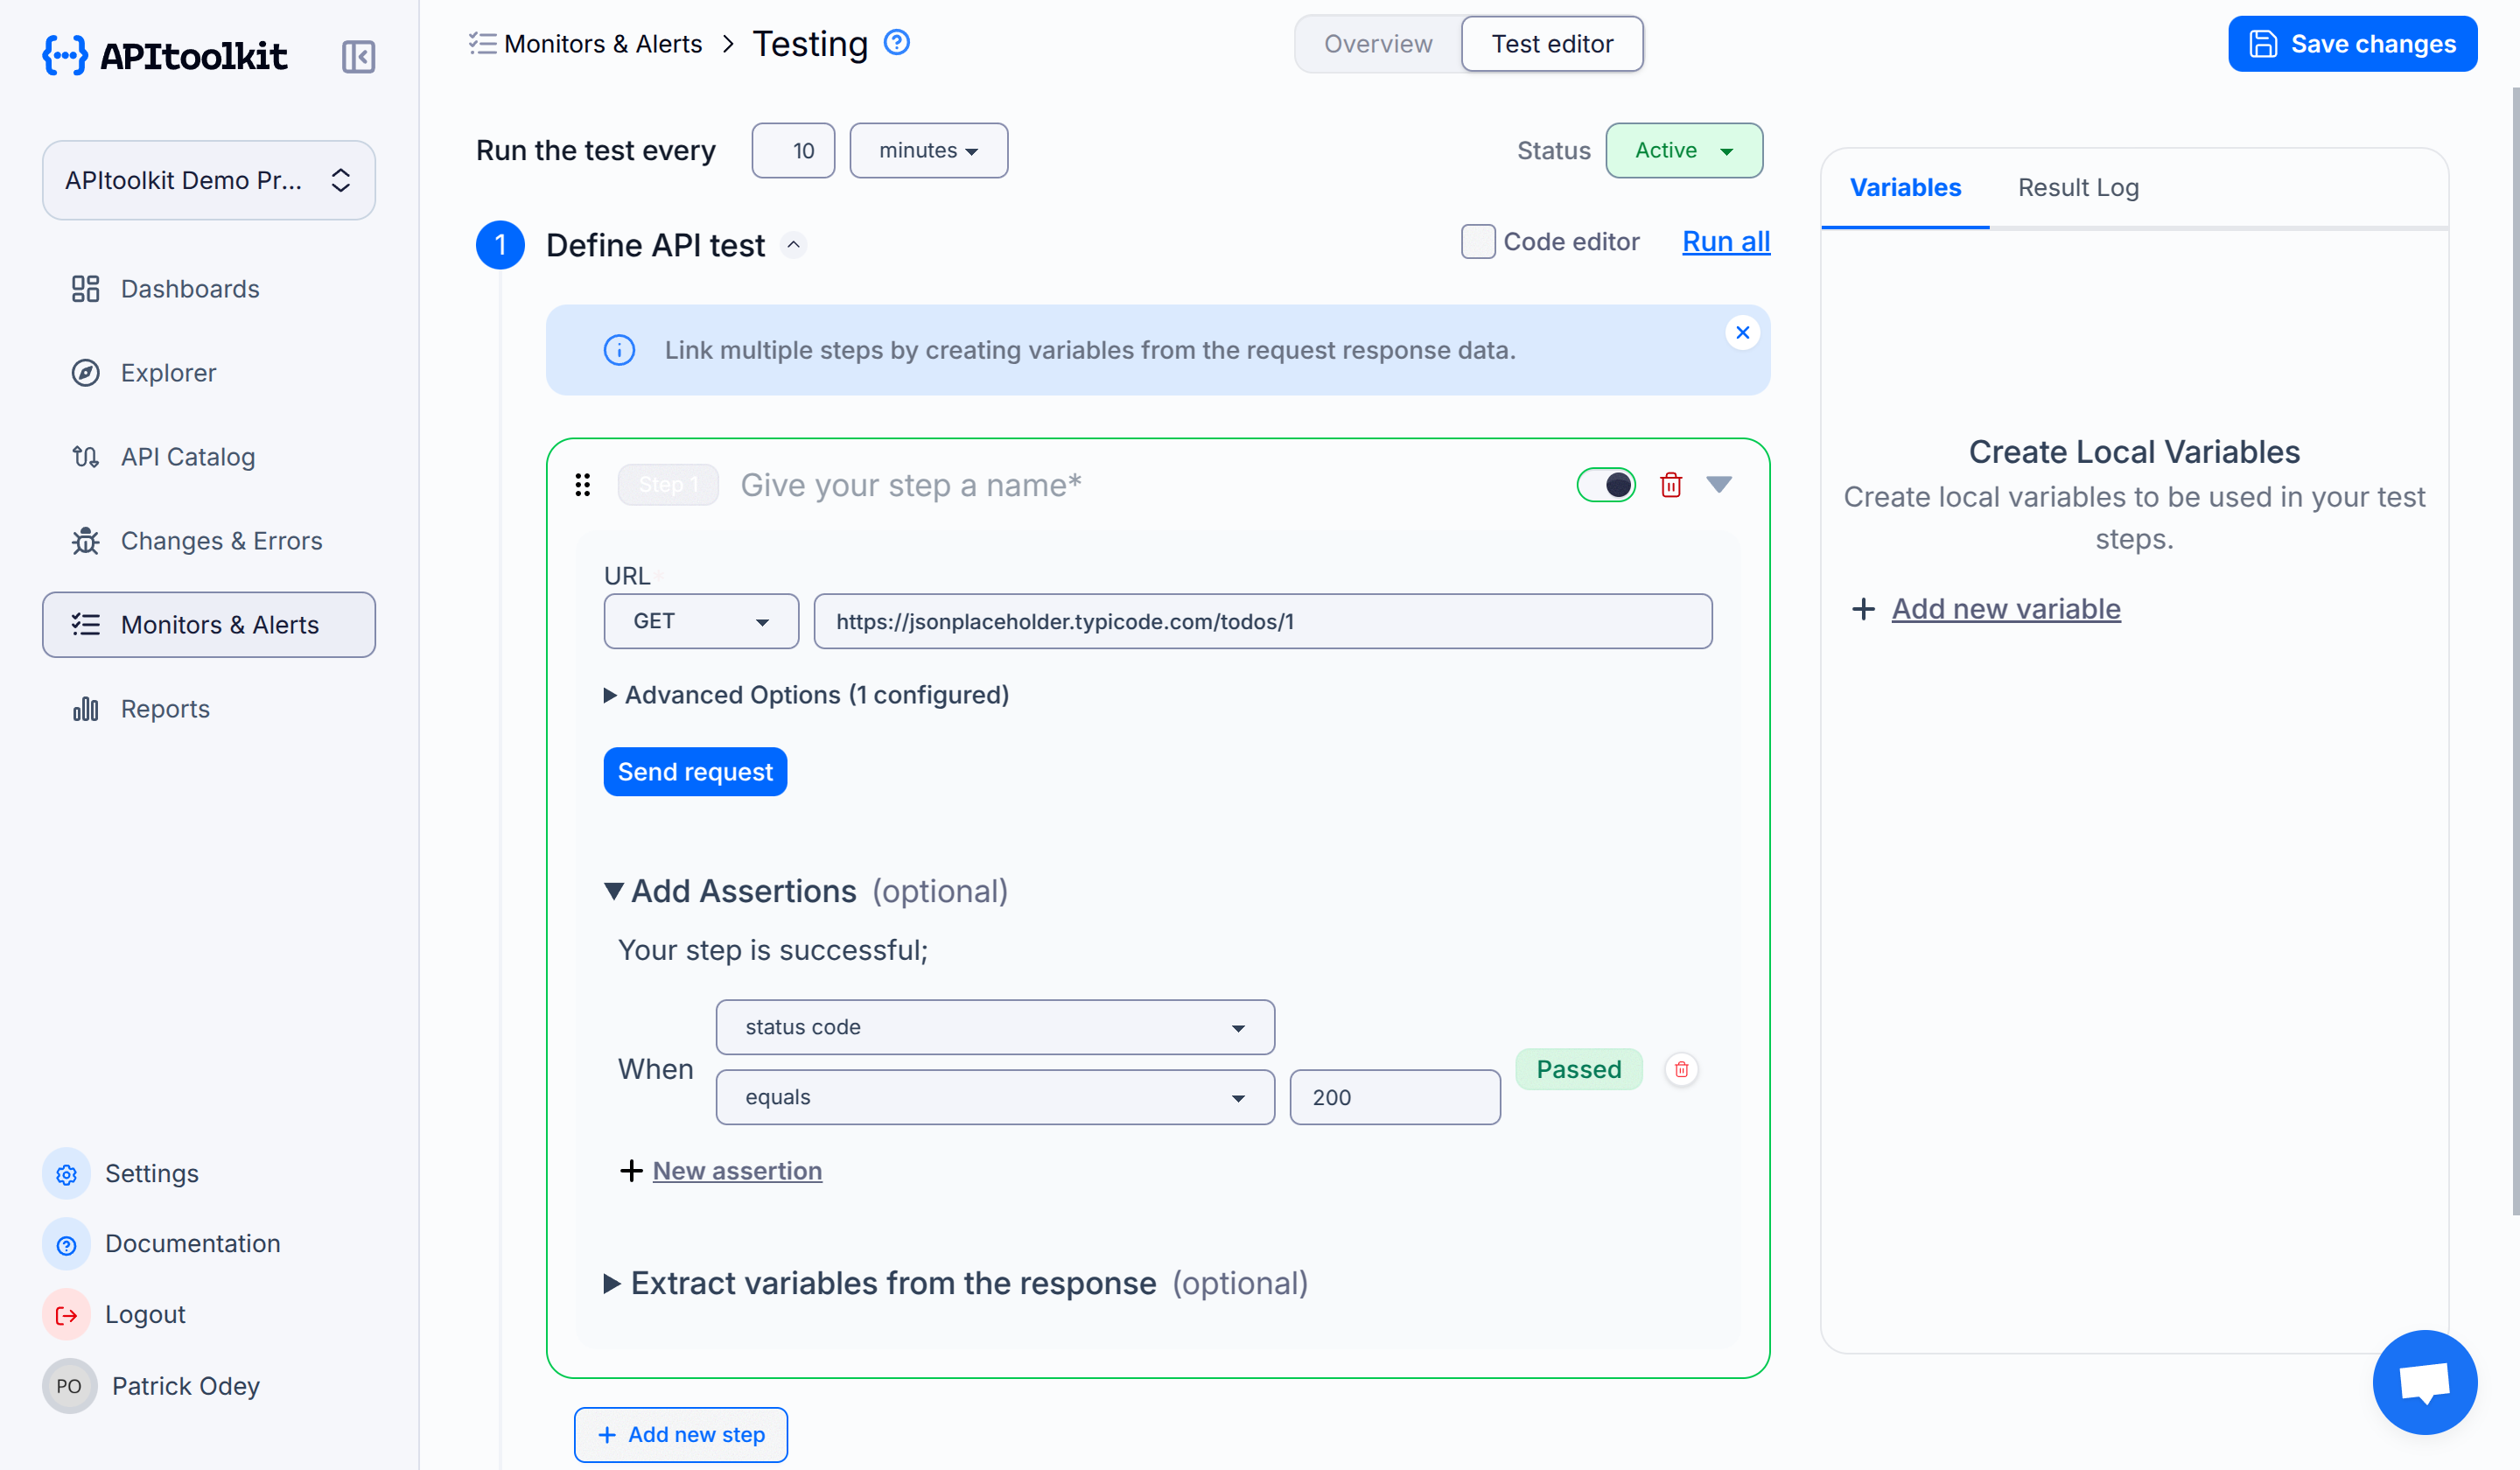 APItoolkit
APItoolkit Demo Pr...
Dashboards
Explorer
API Catalog
Changes & Errors
Monitors & Alerts
Reports
Settings
Documentation
Logout
PO
Patrick Odey
Monitors & Alerts
Testing
Overview
Test editor
Save changes
Run the test every
10
minutes
Status
Active
1
Define API test
Code editor
Run all
Link multiple steps by creating variables from the request response data.
Step 1
Give your step a name*
URL*
GET
https://jsonplaceholder.typicode.com/todos/1
Advanced Options (1 configured)
Send request
Add Assertions (optional)
Your step is successful;
When
status code
equals
200
Passed
New assertion
Extract variables from the response (optional)
Add new step
Variables
Result Log
Create Local Variables
Create local variables to be used in your test
steps.
Add new variable